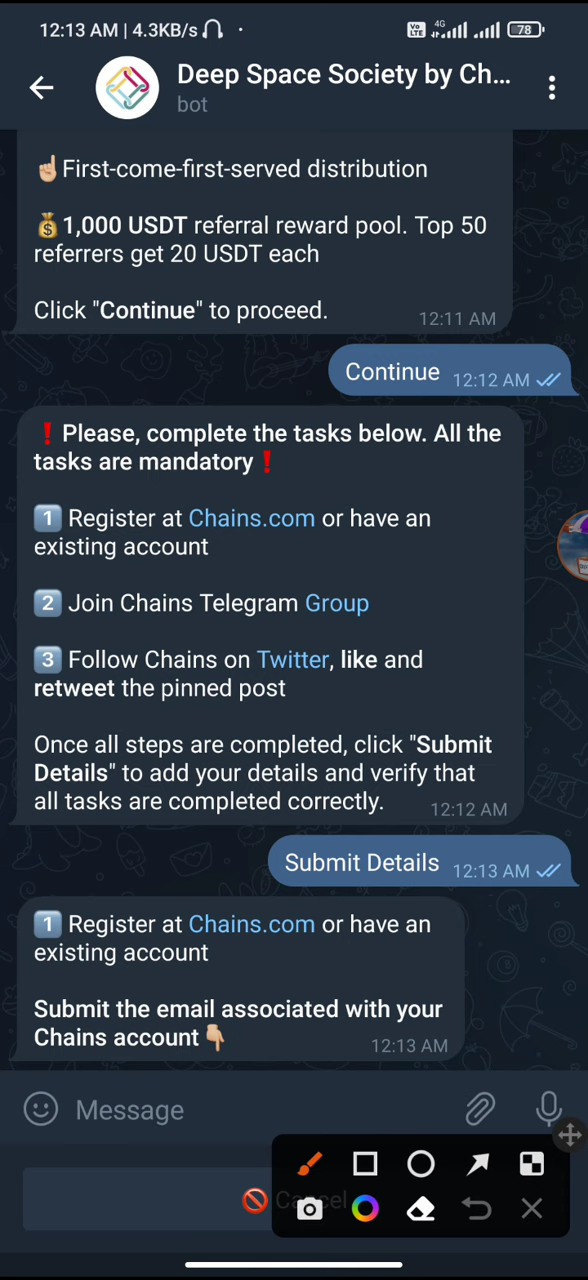 12:13 AM | 4.3KB/s
Vo LTE 4G 78
Deep Space Society by Ch...
bot
☝🏼First-come-first-served distribution
💰1,000 USDT referral reward pool. Top 50
referrers get 20 USDT each
Click "Continue" to proceed.
12:11 AM
Continue 12:12 AM
❗Please, complete the tasks below. All the
tasks are mandatory❗
1️⃣ Register at Chains.com or have an
existing account
2️⃣ Join Chains Telegram Group
3️⃣ Follow Chains on Twitter, like and
retweet the pinned post
Once all steps are completed, click "Submit
Details" to add your details and verify that
all tasks are completed correctly.
12:12 AM
Submit Details 12:13 AM
1️⃣ Register at Chains.com or have an
existing account
Submit the email associated with your
Chains account👇🏼
12:13 AM
Message
🚫 Cancel